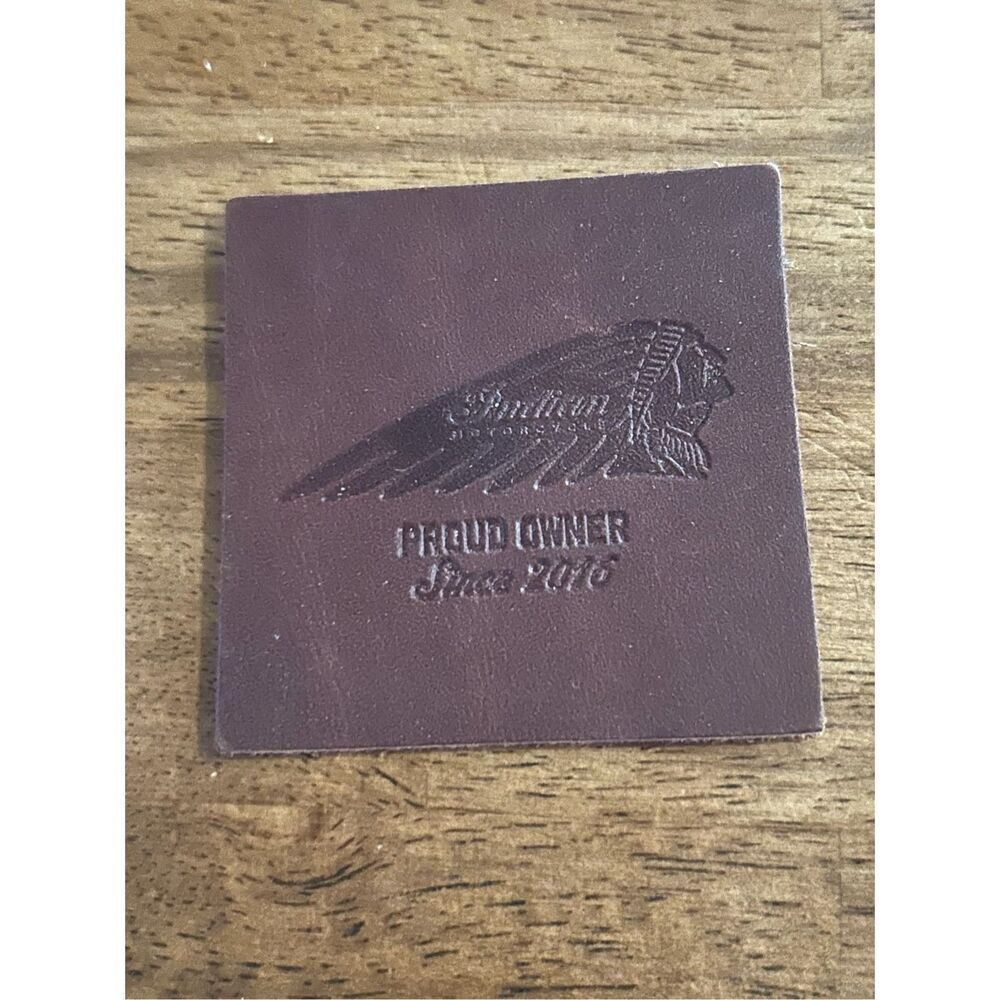 Indian
MOTORCYCLE
PROUD OWNER
Since 2016